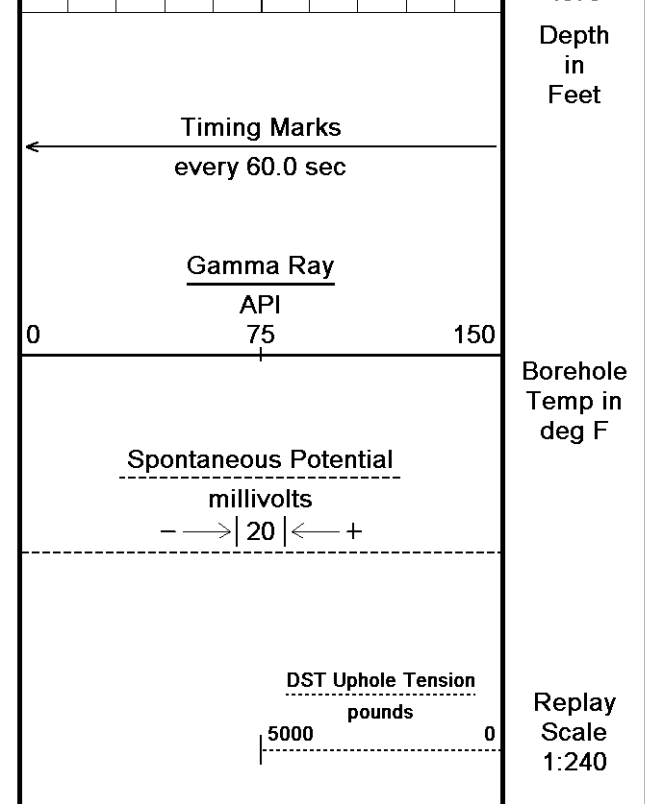 Depth
in
Feet
Timing Marks
every 60.0 sec
Gamma Ray
API
0 75 150
Borehole
Temp in
deg F
Spontaneous Potential
millivolts
− 20 +
DST Uphole Tension
pounds
5000 0
Replay
Scale
1:240